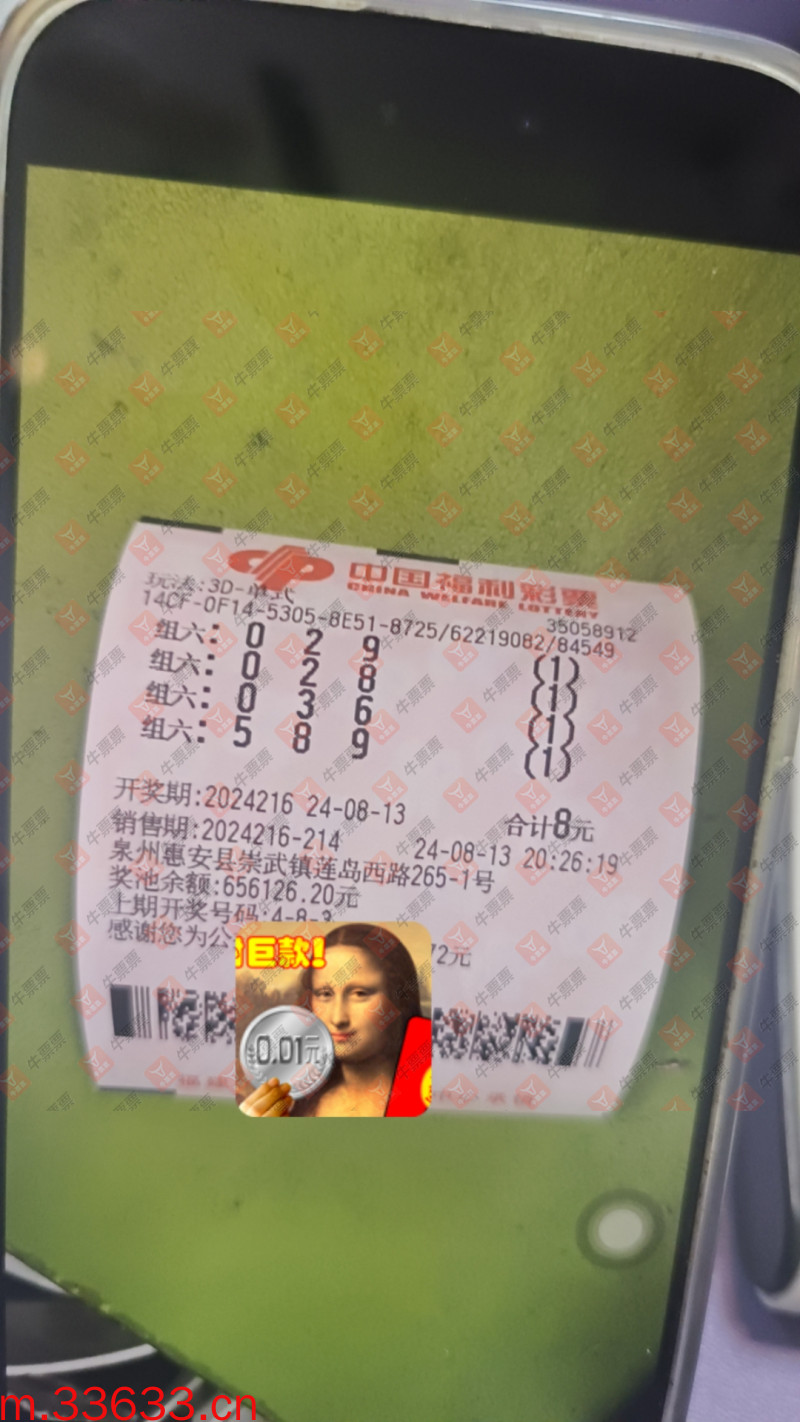 中国福利彩票
CHINA WELFARE LOTTERY
玩法:3D-单式
35058912
14CF-0F14-5305-8E51-8725/62219082/84549
组六: 0 2 9 (1)
组六: 0 2 8 (1)
组六: 0 3 6 (1)
组六: 5 8 9 (1)
开奖期:2024216 24-08-13 合计8元
销售期:2024216-214 24-08-13 20:26:19
泉州惠安县崇武镇莲岛西路265-1号
奖池余额:656126.20元
上期开奖号码:4-8-3
感谢您为公
72元
巨款!
0.01元
牛票票
m.33633.cn